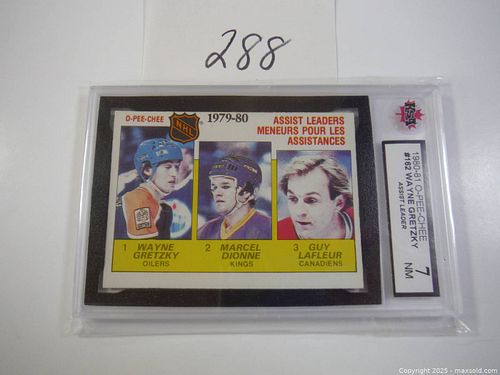 288
O-PEE-CHEE
NHL
1979-80
ASSIST LEADERS
MENEURS POUR LES
ASSISTANCES
1 WAYNE
GRETZKY
OILERS
2 MARCEL
DIONNE
KINGS
3 GUY
LAFLEUR
CANADIENS
KSA
1980-81 O-PEE-CHEE
#162 WAYNE GRETZKY
ASSIST LEADER
7
NM
Copyright 2025 - maxsold.com